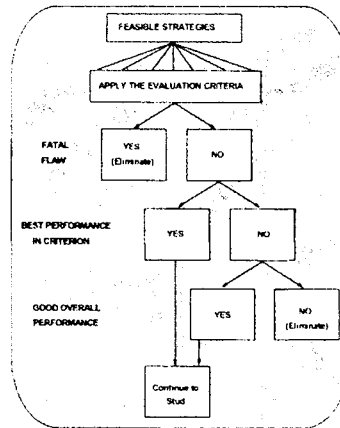 FEASIBLE STRATEGIES
APPLY THE EVALUATION CRITERIA
FATAL
FLAW
YES
(Eliminate)
NO
BEST PERFORMANCE
IN CRITERION
YES
NO
GOOD OVERALL
PERFORMANCE
YES
NO
(Eliminate)
Continue to
Stud